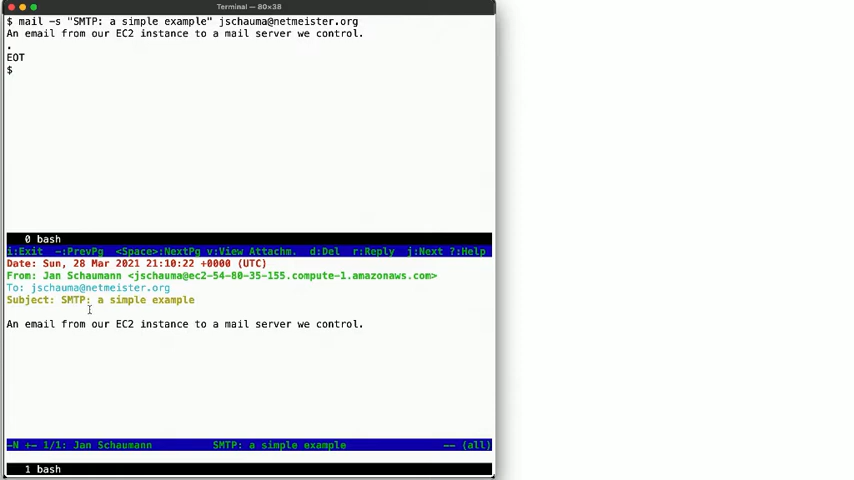 Terminal — 80×38
$ mail -s "SMTP: a simple example" jschauma@netmeister.org
An email from our EC2 instance to a mail server we control.
.
EOT
$
0 bash
i:Exit -:PrevPg <Space>:NextPg v:View Attachm. d:Del r:Reply j:Next ?:Help
Date: Sun, 28 Mar 2021 21:10:22 +0000 (UTC)
From: Jan Schaumann <jschauma@ec2-54-80-35-155.compute-1.amazonaws.com>
To: jschauma@netmeister.org
Subject: SMTP: a simple example
An email from our EC2 instance to a mail server we control.
-N +- 1/1: Jan Schaumann SMTP: a simple example -- (all)
1 bash